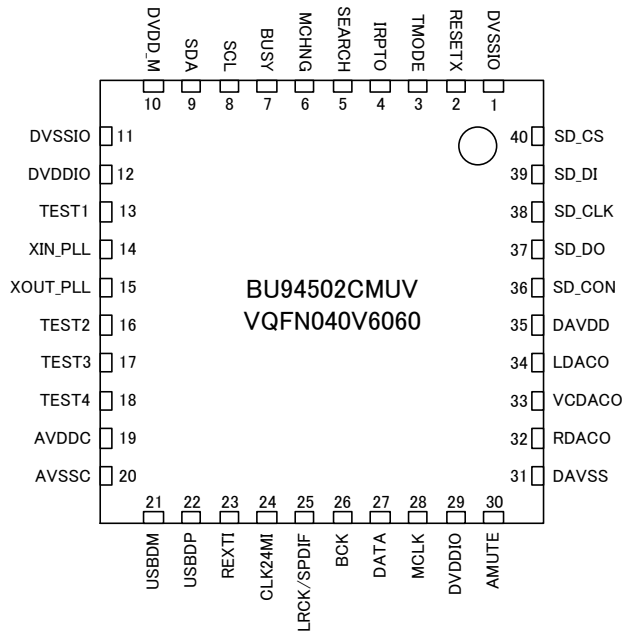 DVDD_M SDA SCL BUSY MCHNG SEARCH IRPTO TMODE RESETX DVSSIO
10 9 8 7 6 5 4 3 2 1
DVSSIO 11 40 SD_CS
DVDDIO 12 39 SD_DI
TEST1 13 38 SD_CLK
XIN_PLL 14 37 SD_DO
XOUT_PLL 15 36 SD_CON
BU94502CMUV
VQFN040V6060
TEST2 16 35 DAVDD
TEST3 17 34 LDACO
TEST4 18 33 VCDACO
AVDDC 19 32 RDACO
AVSSC 20 31 DAVSS
21 22 23 24 25 26 27 28 29 30
USBDM USBDP REXTI CLK24MI LRCK/SPDIF BCK DATA MCLK DVDDIO AMUTE